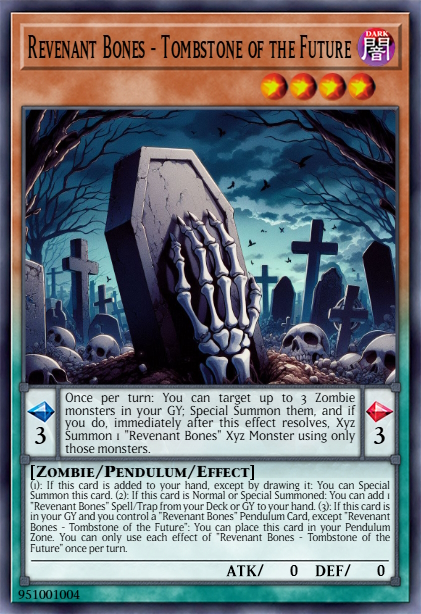 Revenant Bones - Tombstone of the Future
DARK
闇
Once per turn: You can target up to 3 Zombie
monsters in your GY; Special Summon them, and if
you do, immediately after this effect resolves, Xyz
Summon 1 "Revenant Bones" Xyz Monster using only
those monsters.
3
3
[Zombie/Pendulum/Effect]
(1): If this card is added to your hand, except by drawing it: You can Special
Summon this card. (2): If this card is Normal or Special Summoned: You can add 1
"Revenant Bones" Spell/Trap from your Deck or GY to your hand. (3): If this card is
in your GY and you control a "Revenant Bones" Pendulum Card, except "Revenant
Bones - Tombstone of the Future": You can place this card in your Pendulum
Zone. You can only use each effect of "Revenant Bones - Tombstone of the
Future" once per turn.
ATK/ 0 DEF/ 0
951001004